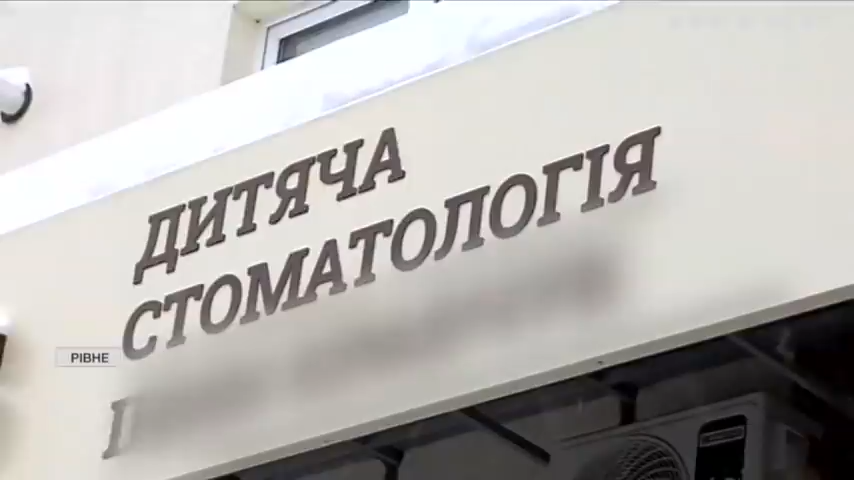 ДИТЯЧА
СТОМАТОЛОГІЯ
РІВНЕ